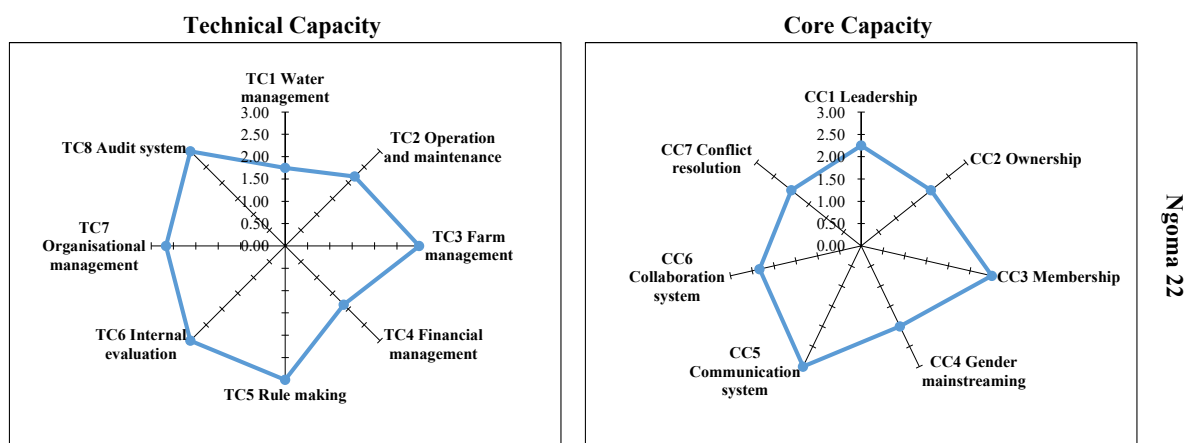 Technical Capacity
TC1 Water
management
3.00
2.50
2.00
1.50
1.00
0.50
0.00
TC2 Operation
and maintenance
TC3 Farm
management
TC4 Financial
management
TC5 Rule making
TC6 Internal
evaluation
TC7
Organisational
management
TC8 Audit system
Core Capacity
CC1 Leadership
3.00
2.50
2.00
1.50
1.00
0.50
0.00
CC2 Ownership
CC3 Membership
CC4 Gender
mainstreaming
CC5
Communication
system
CC6
Collaboration
system
CC7 Conflict
resolution
Ngoma 22